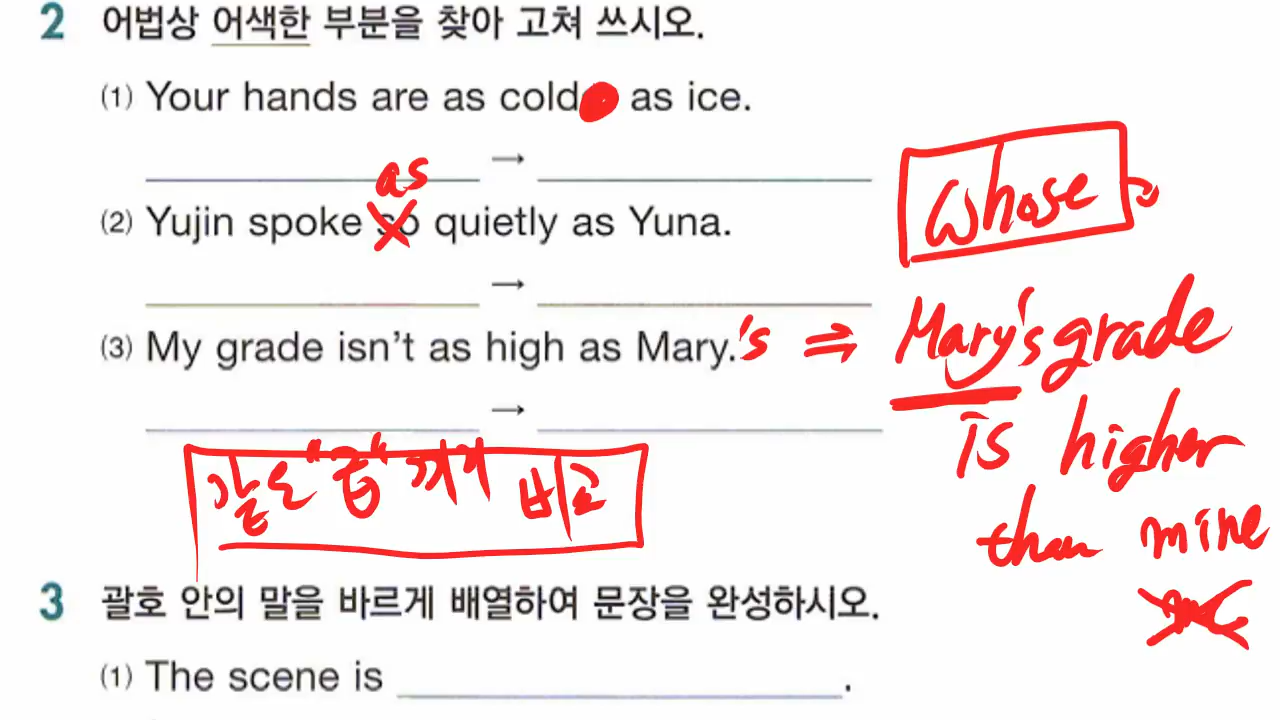 2 어법상 어색한 부분을 찾아 고쳐 쓰시오.
(1) Your hands are as cold as ice.
→
as
(2) Yujin spoke so quietly as Yuna.
→
whose
(3) My grade isn't as high as Mary.'s ⇒ Mary's grade
is higher
than mine
→
같은 "급" 끼리 비교
3 괄호 안의 말을 바르게 배열하여 문장을 완성하시오.
(1) The scene is .